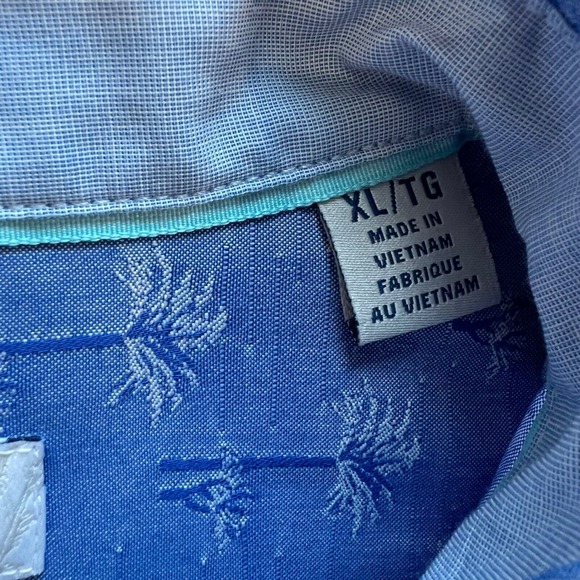 XL/TG
MADE IN
VIETNAM
FABRIQUE
AU VIETNAM